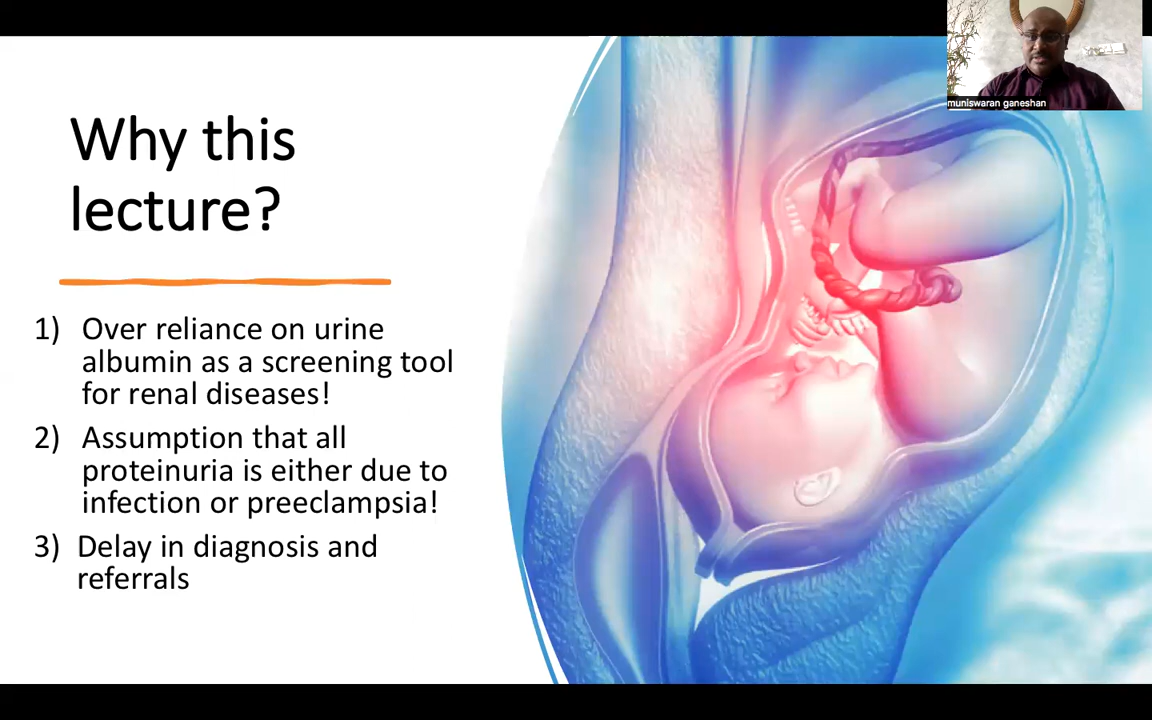 muniswaran ganeshan
Why this
lecture?
1) Over reliance on urine
albumin as a screening tool
for renal diseases!
2) Assumption that all
proteinuria is either due to
infection or preeclampsia!
3) Delay in diagnosis and
referrals